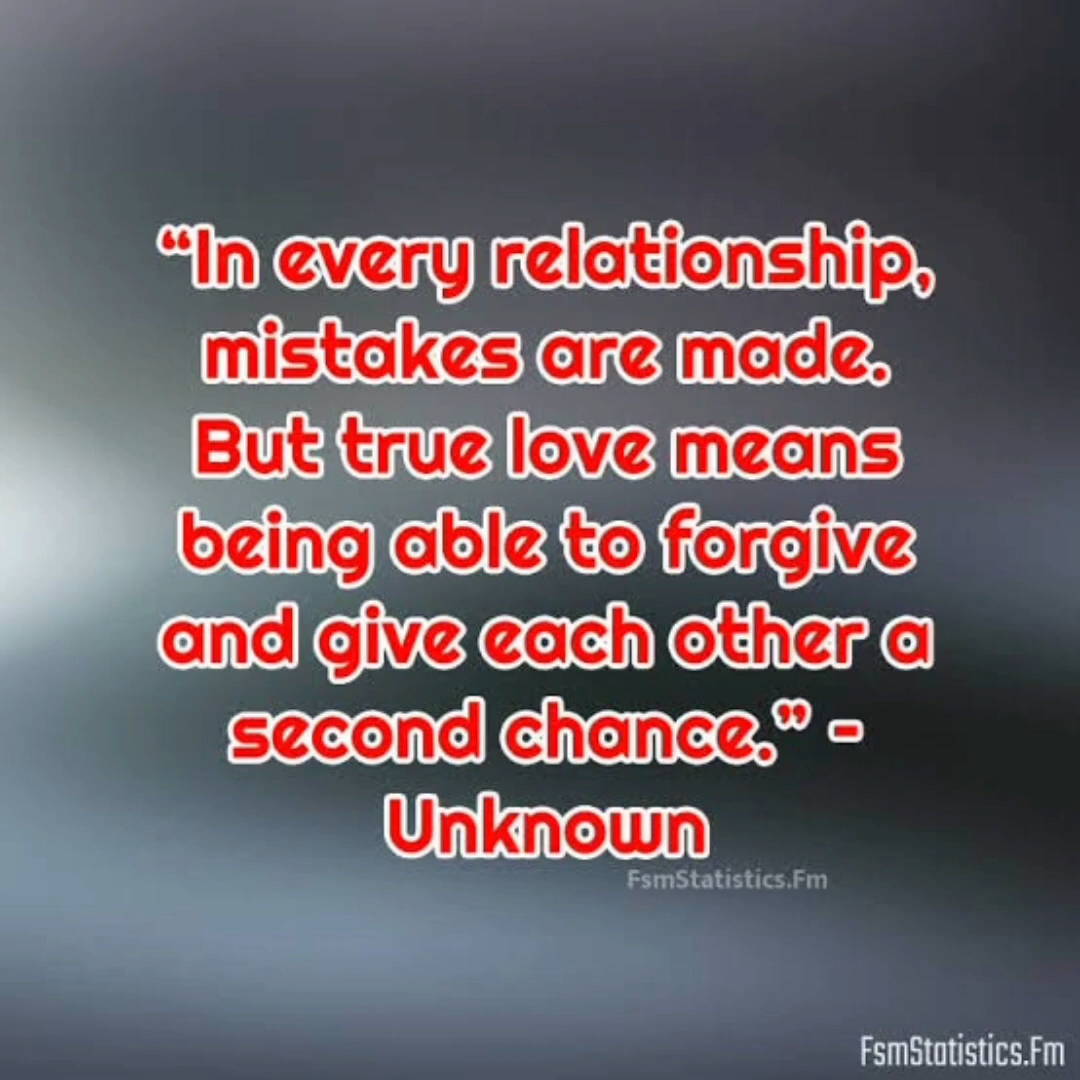 “In every relationship,
mistakes are made.
But true love means
being able to forgive
and give each other a
second chance.” -
Unknown
FsmStatistics.Fm
FsmStatistics.Fm